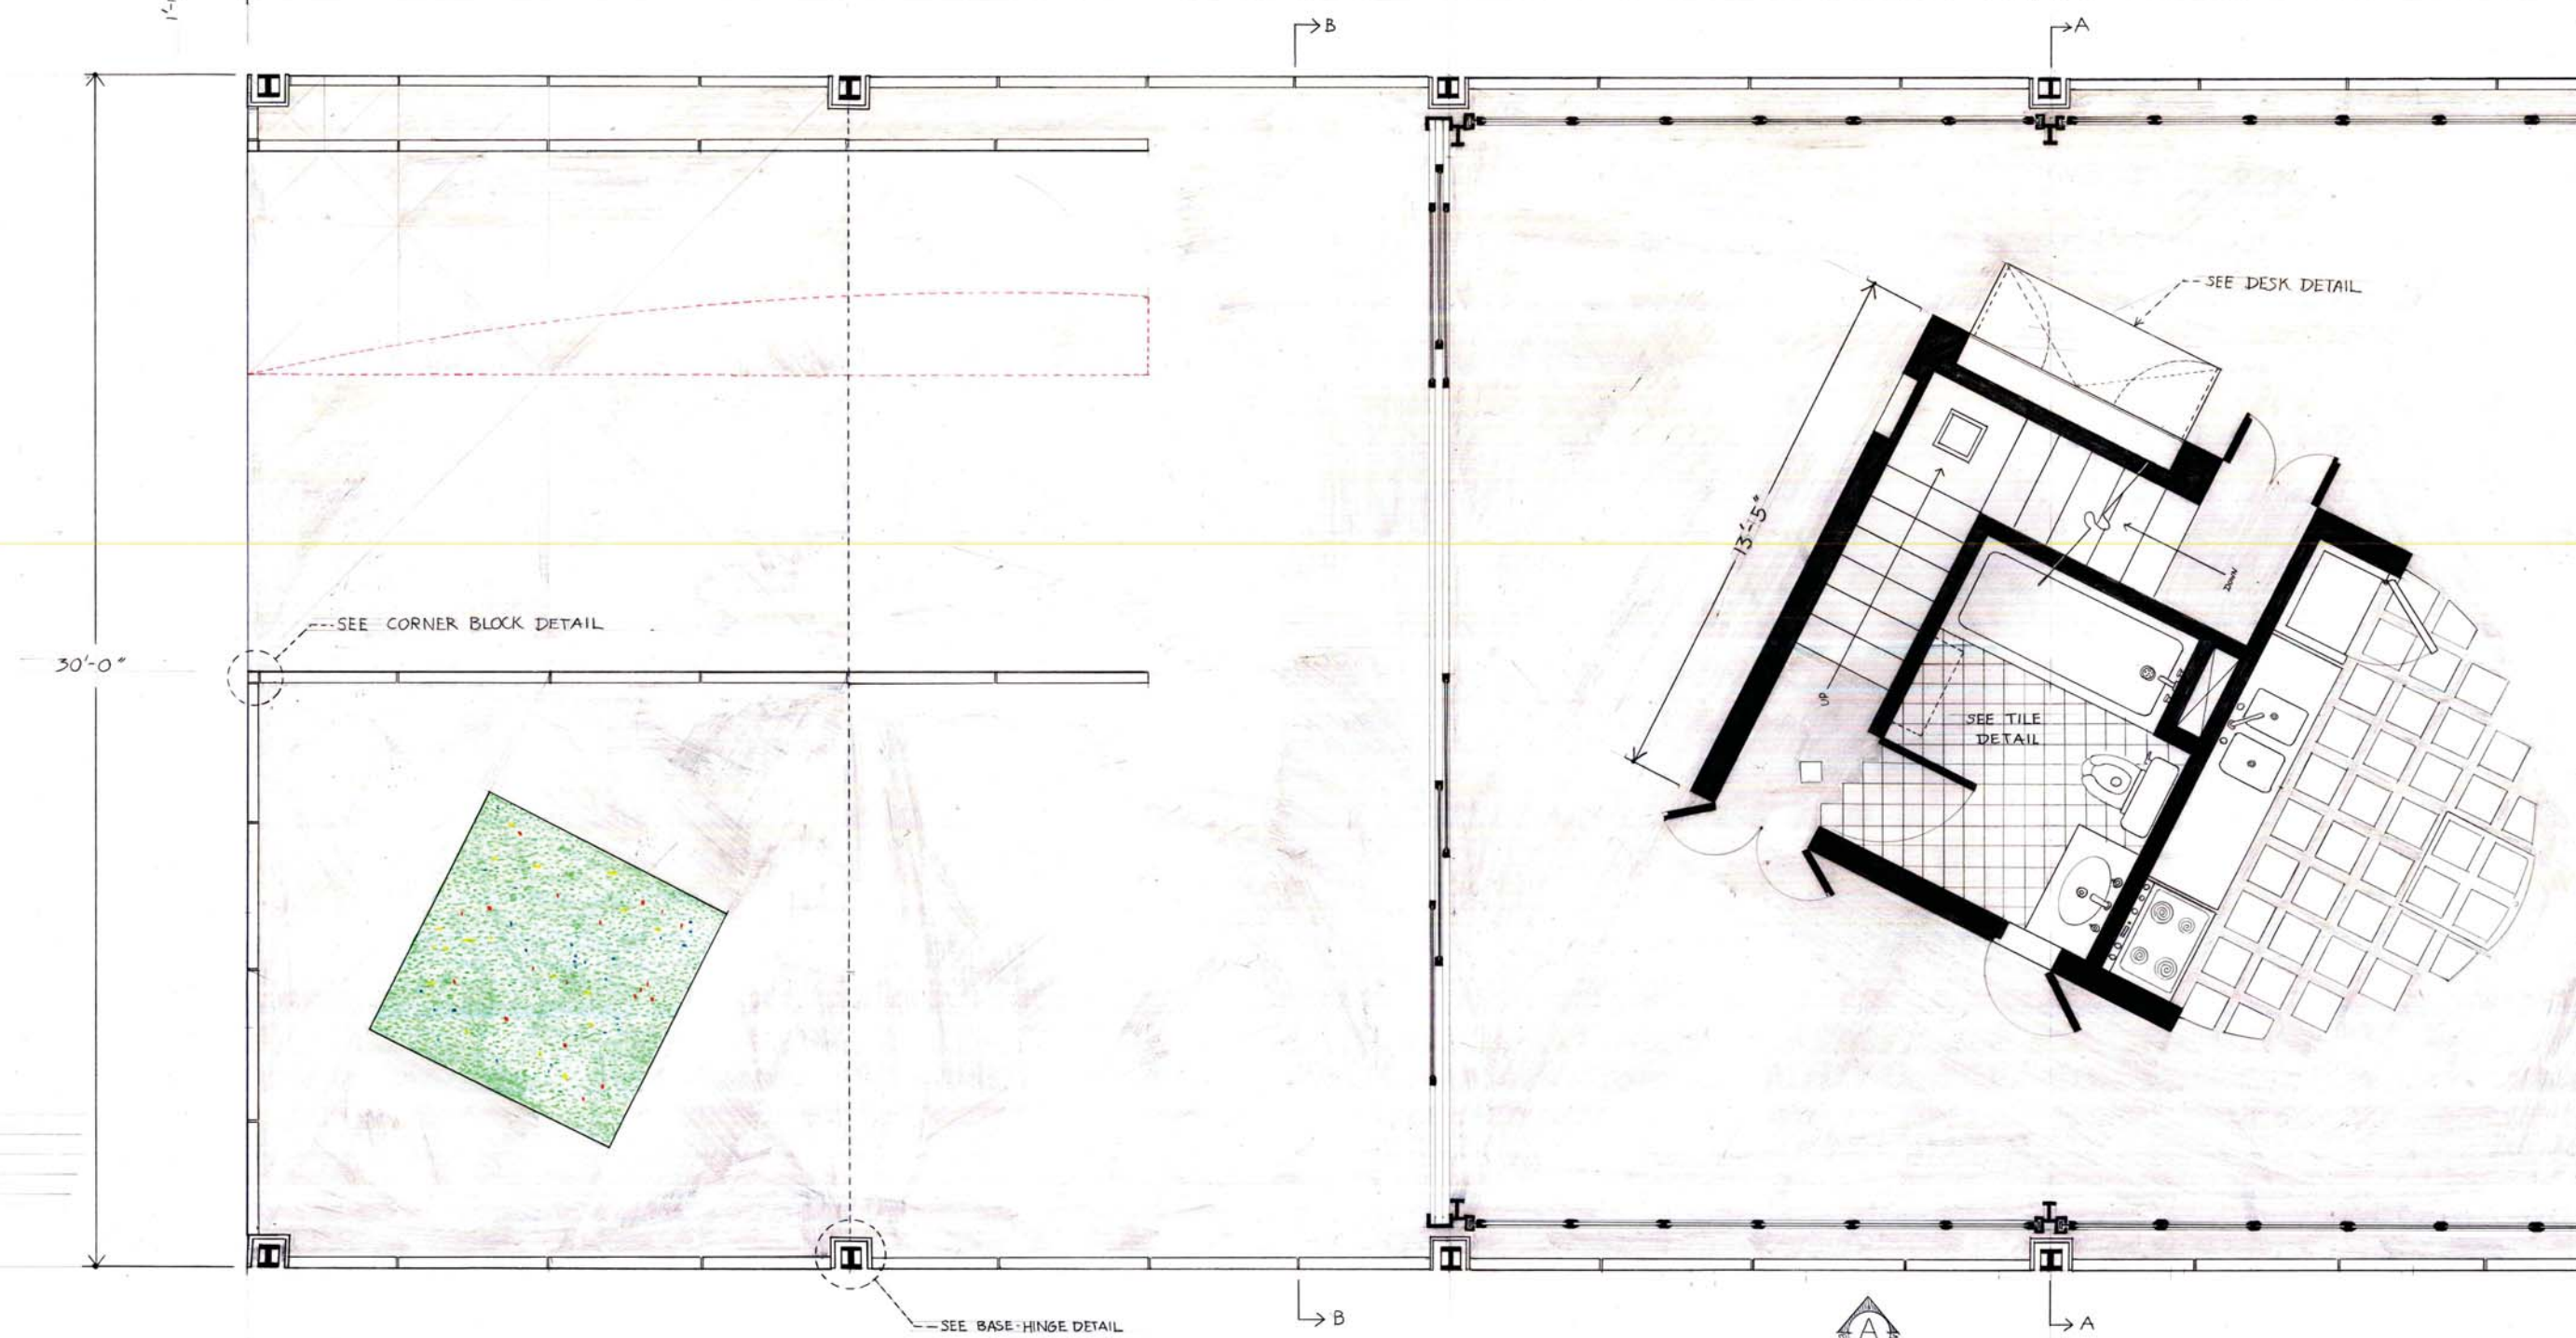 B
A
SEE DESK DETAIL
13'-5"
DOWN
SEE CORNER BLOCK DETAIL
30'-0"
UP
SEE TILE
DETAIL
B
A
SEE BASE-HINGE DETAIL
A